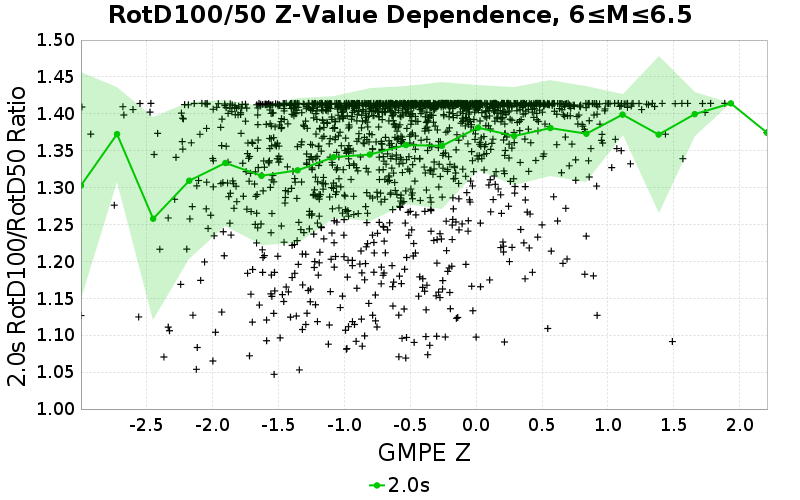 RotD100/50 Z-Value Dependence, 6≤M≤6.5
2.0s RotD100/RotD50 Ratio
1.50
1.45
1.40
1.35
1.30
1.25
1.20
1.15
1.10
1.05
1.00
-2.5 -2.0 -1.5 -1.0 -0.5 0.0 0.5 1.0 1.5 2.0
GMPE Z
2.0s